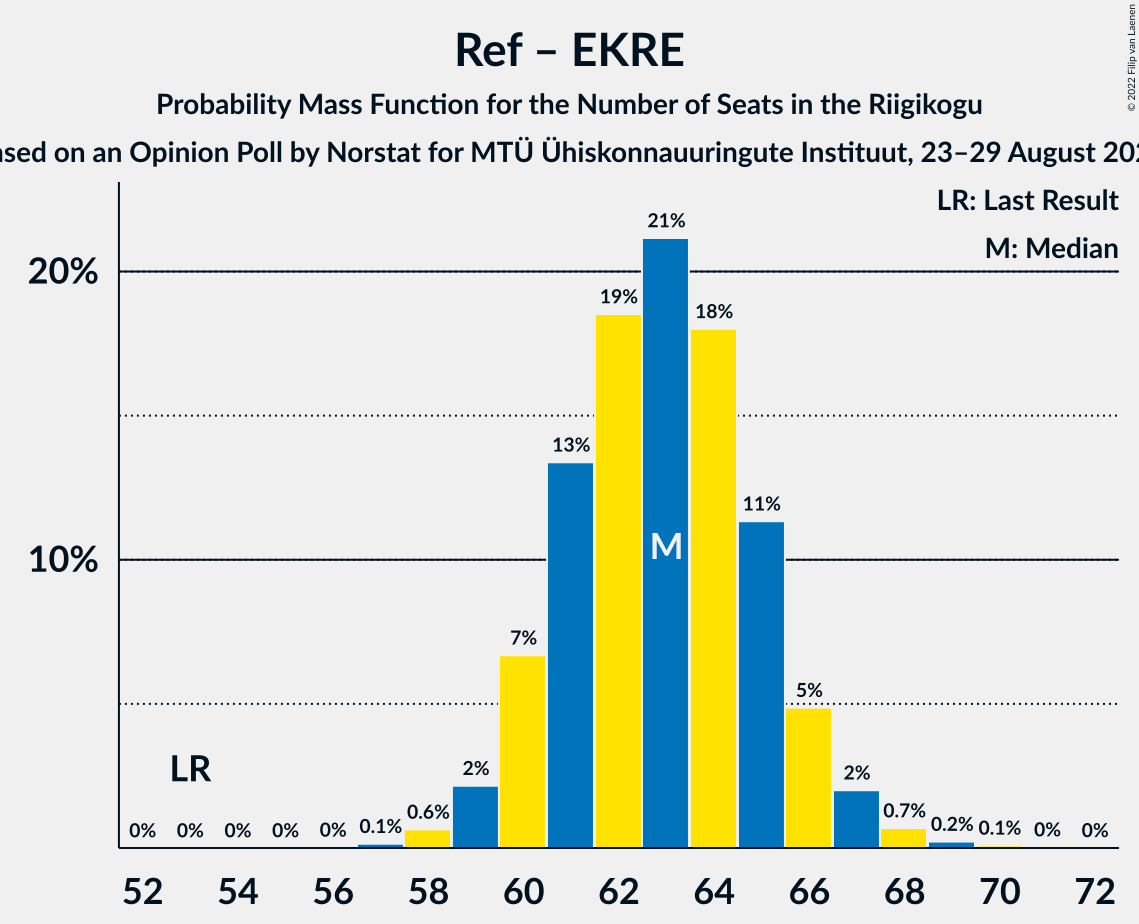 Ref – EKRE
Probability Mass Function for the Number of Seats in the Riigikogu
on an Opinion Poll by Norstat for MTÜ Ühiskonnauuringute Instituut, 23–29 August
© 2022 Filip van Laenen
LR: Last Result
M: Median
20%
10%
21%
19%
18%
13%
11%
M
7%
5%
LR
2%
2%
0% 0% 0% 0% 0% 0.1% 0.6% 0.7% 0.2% 0.1% 0% 0%
52 54 56 58 60 62 64 66 68 70 72